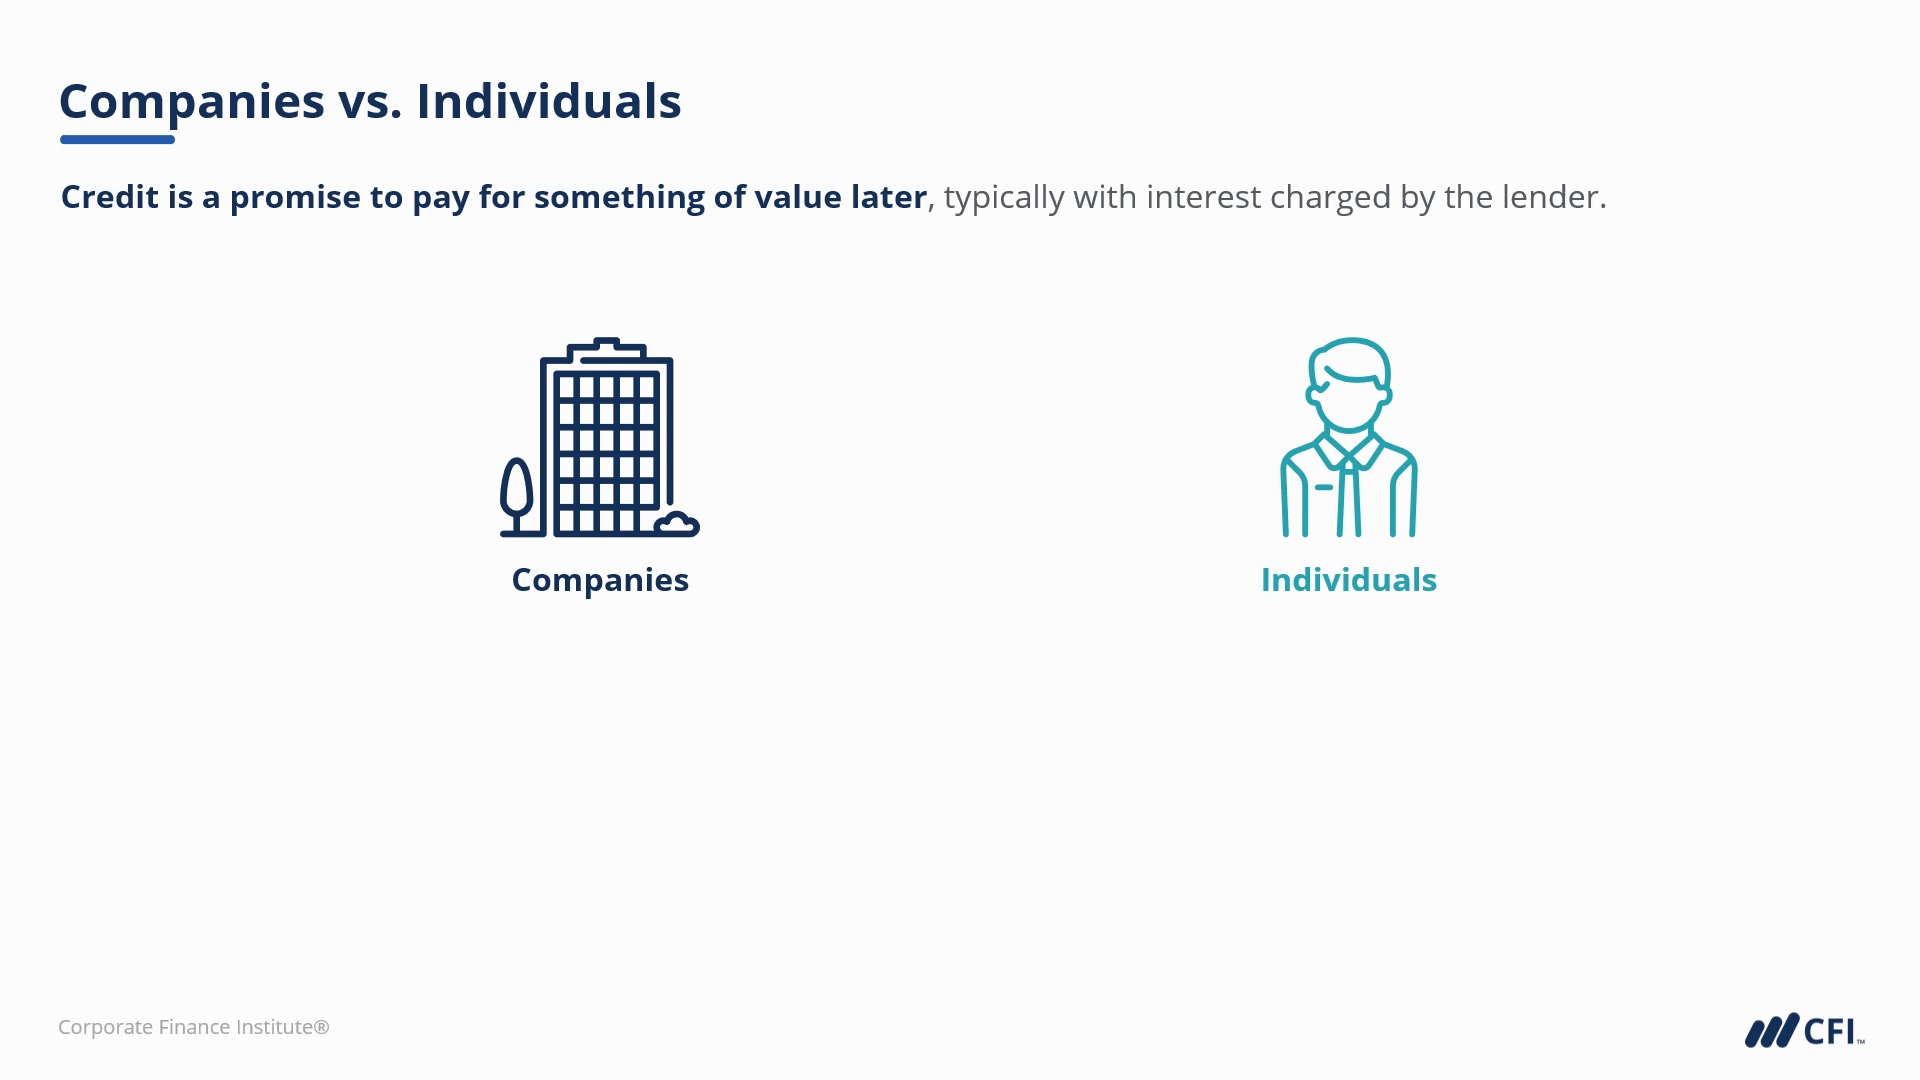 Companies vs. Individuals
Credit is a promise to pay for something of value later, typically with interest charged by the lender.
Companies
Individuals
Corporate Finance Institute®
CFI™